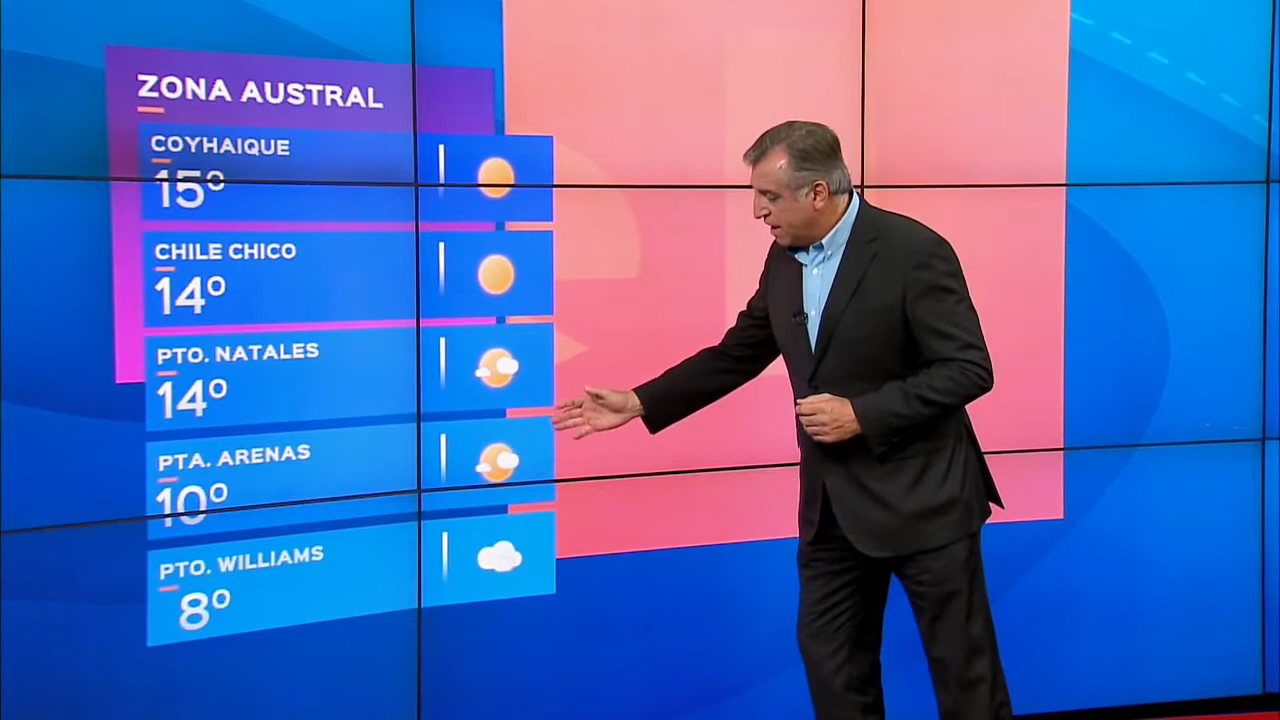 ZONA AUSTRAL
COYHAIQUE
15°
CHILE CHICO
14°
PTO. NATALES
14°
PTA. ARENAS
10°
PTO. WILLIAMS
8°